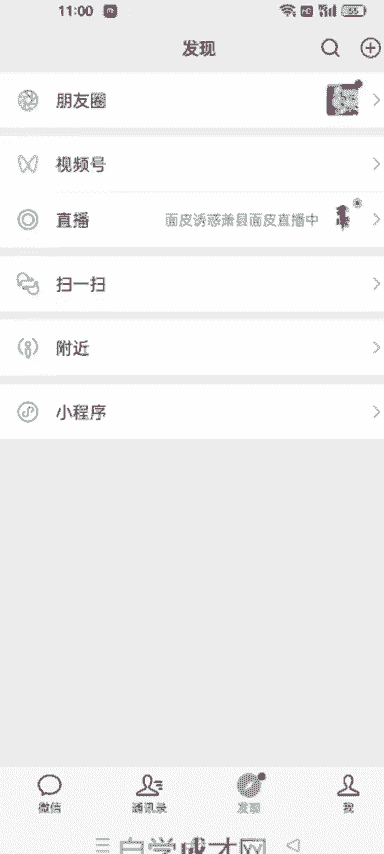 11:00
发现
朋友圈
视频号
直播
面皮诱惑萧县面皮直播中
扫一扫
附近
小程序
微信
通讯录
发现
我
自学成才网